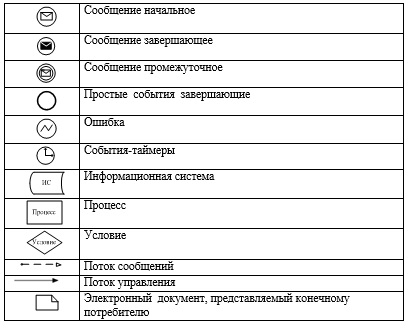 Сообщение начальное
Сообщение завершающее
Сообщение промежуточное
Простые события завершающие
Ошибка
События-таймеры
ИС
Информационная система
Процесс
Процесс
Условие
Условие
Поток сообщений
Поток управления
Электронный документ, представляемый конечному
потребителю